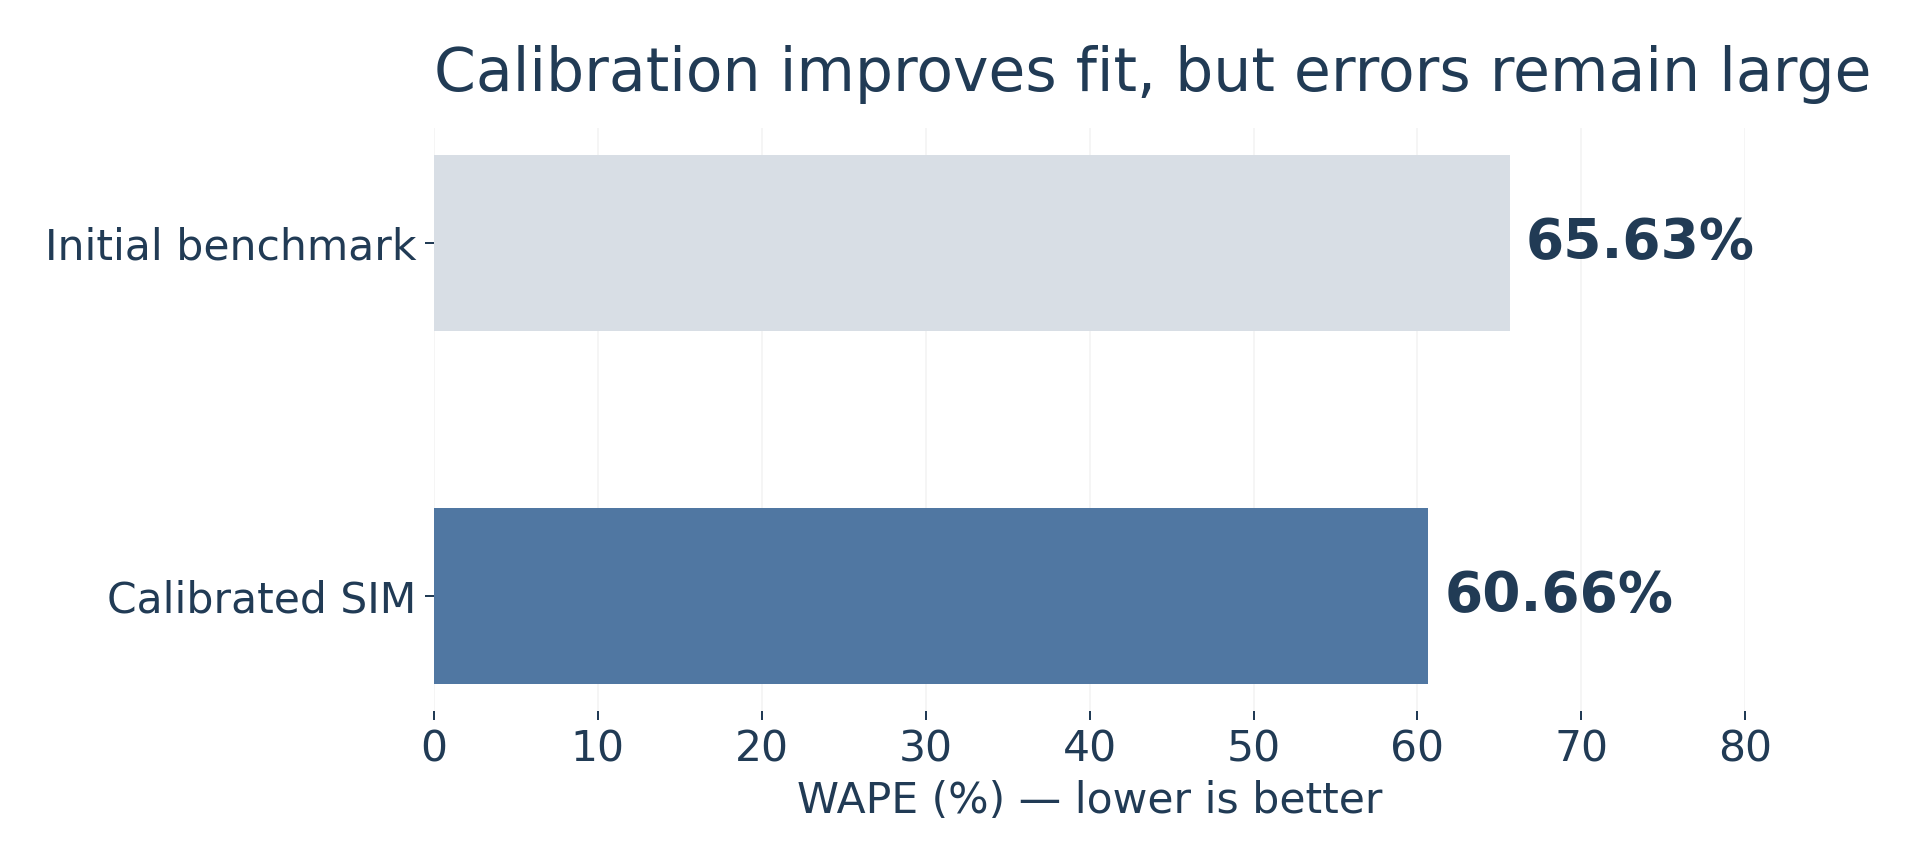 Calibration improves fit, but errors remain large
Initial benchmark
65.63%
Calibrated SIM
60.66%
0 10 20 30 40 50 60 70 80
WAPE (%) — lower is better